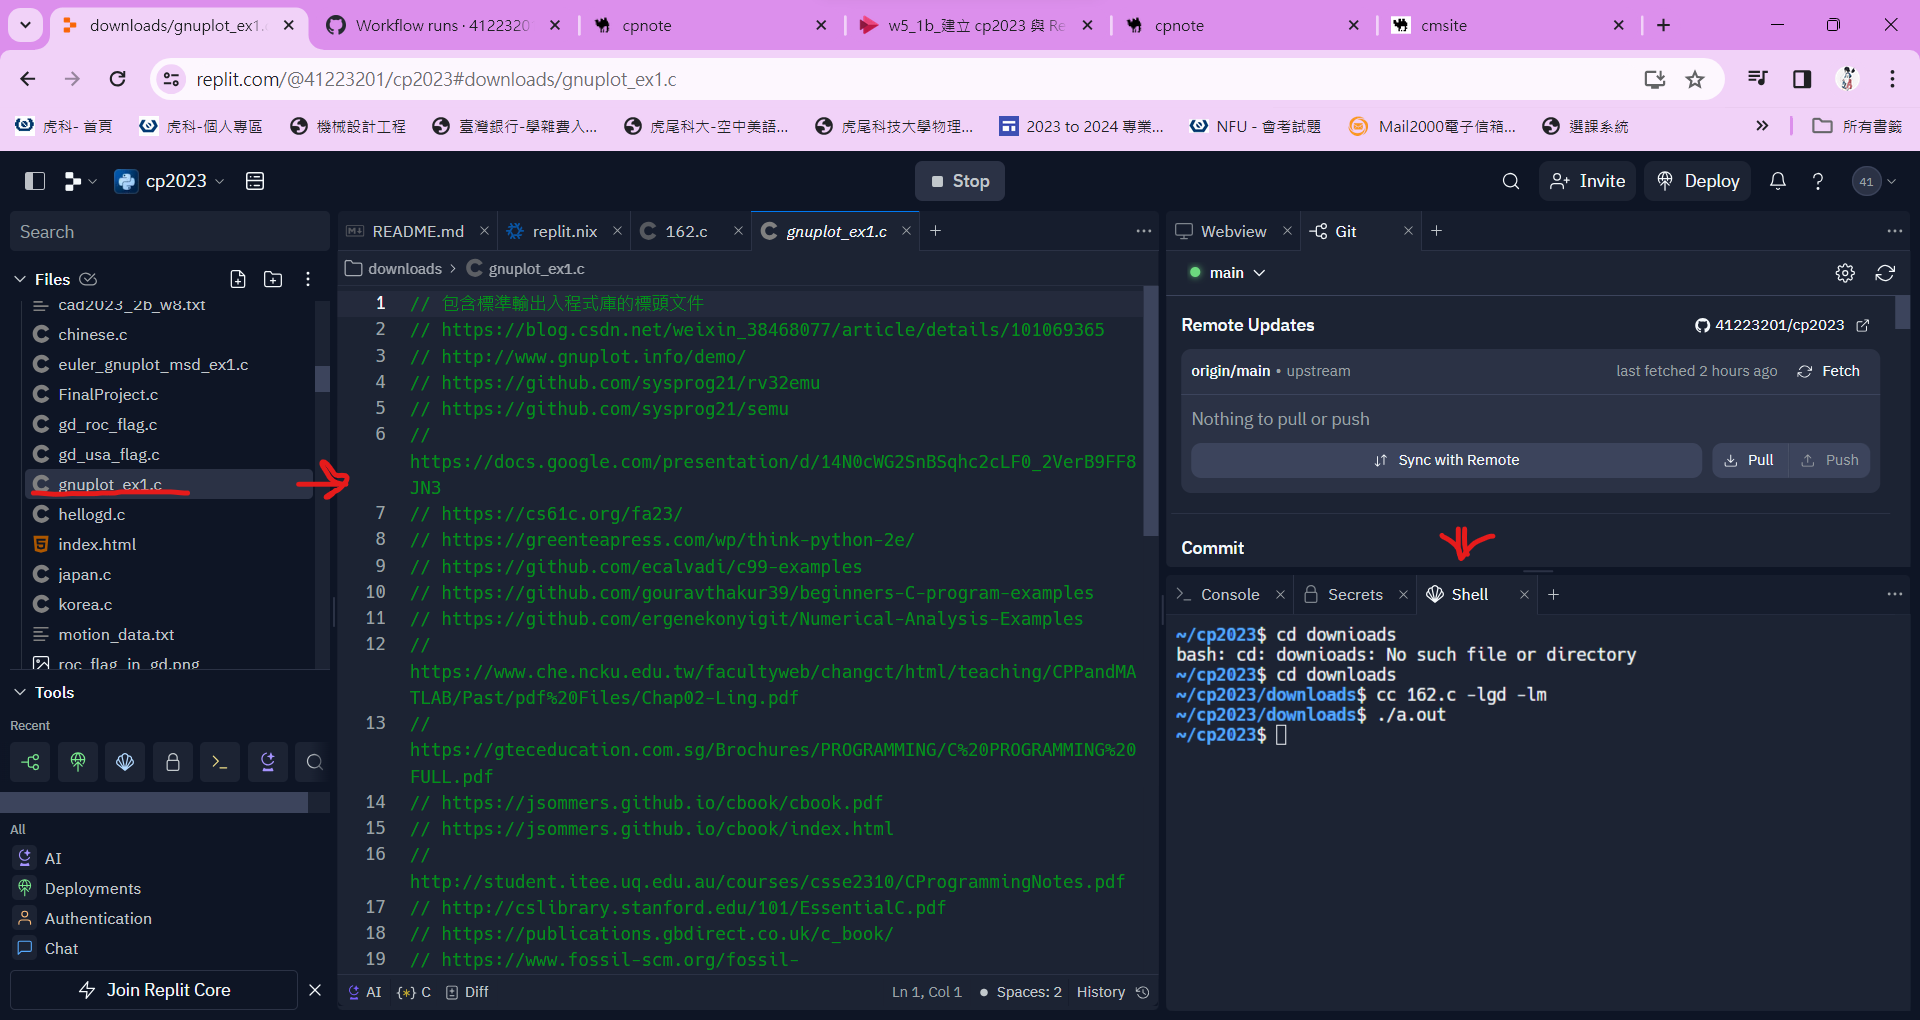 downloads/gnuplot_ex1.c
Workflow runs · 4122320
cpnote
w5_1b_建立 cp2023 與 Re
cpnote
cmsite
replit.com/@41223201/cp2023#downloads/gnuplot_ex1.c
虎科- 首頁
虎科-個人專區
機械設計工程
臺灣銀行-學雜費入...
虎尾科大-空中美語...
虎尾科技大學物理...
2023 to 2024 專業...
NFU - 會考試題
Mail2000電子信箱...
選課系統
所有書籤
cp2023
Stop
Invite
Deploy
41
Search
Files
cad2023_2b_w8.txt
chinese.c
euler_gnuplot_msd_ex1.c
FinalProject.c
gd_roc_flag.c
gd_usa_flag.c
gnuplot_ex1.c
hellogd.c
index.html
japan.c
korea.c
motion_data.txt
roc_flag_in_gd.png
Tools
Recent
All
AI
Deployments
Authentication
Chat
Join Replit Core
README.md
replit.nix
162.c
gnuplot_ex1.c
downloads > gnuplot_ex1.c
1 // 包含標準輸出入程式庫的標頭文件
2 // https://blog.csdn.net/weixin_38468077/article/details/101069365
3 // http://www.gnuplot.info/demo/
4 // https://github.com/sysprog21/rv32emu
5 // https://github.com/sysprog21/semu
6 //
https://docs.google.com/presentation/d/14N0cWG2SnBSqhc2cLF0_2VerB9FF8
JN3
7 // https://cs61c.org/fa23/
8 // https://greenteapress.com/wp/think-python-2e/
9 // https://github.com/ecalvadi/c99-examples
10 // https://github.com/gouravthakur39/beginners-C-program-examples
11 // https://github.com/ergenekonyigit/Numerical-Analysis-Examples
12 //
https://www.che.ncku.edu.tw/facultyweb/changct/html/teaching/CPPandMA
TLAB/Past/pdf%20Files/Chap02-Ling.pdf
13 //
https://gteceducation.com.sg/Brochures/PROGRAMMING/C%20PROGRAMMING%20
FULL.pdf
14 // https://jsommers.github.io/cbook/cbook.pdf
15 // https://jsommers.github.io/cbook/index.html
16 //
http://student.itee.uq.edu.au/courses/csse2310/CProgrammingNotes.pdf
17 // http://cslibrary.stanford.edu/101/EssentialC.pdf
18 // https://publications.gbdirect.co.uk/c_book/
19 // https://www.fossil-scm.org/fossil-
AI
C
Diff
Ln 1, Col 1
Spaces: 2
History
Webview
Git
main
Remote Updates
41223201/cp2023
origin/main • upstream
last fetched 2 hours ago
Fetch
Nothing to pull or push
Sync with Remote
Pull
Push
Commit
Console
Secrets
Shell
~/cp2023$ cd downioads
bash: cd: downioads: No such file or directory
~/cp2023$ cd downloads
~/cp2023/downloads$ cc 162.c -lgd -lm
~/cp2023/downloads$ ./a.out
~/cp2023$